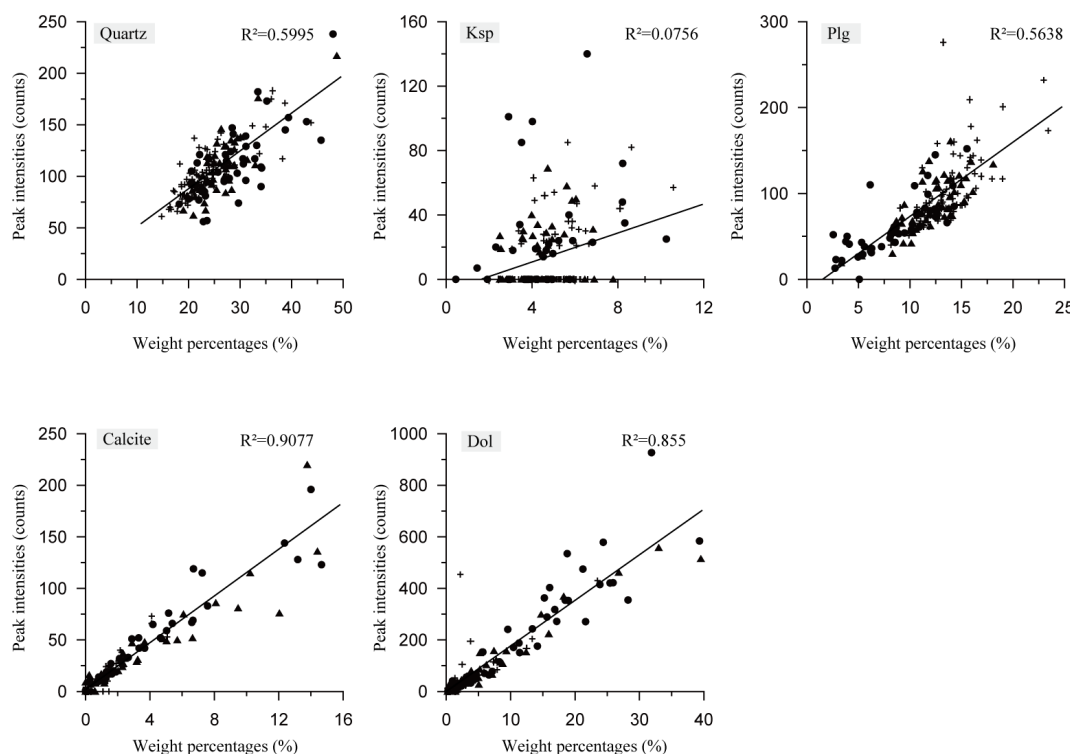 Quartz
R²=0.5995
250
200
150
100
50
0
Peak intensities (counts)
0 10 20 30 40 50
Weight percentages (%)
Ksp
R²=0.0756
160
120
80
40
0
Peak intensities (counts)
0 4 8 12
Weight percentages (%)
Plg
R²=0.5638
300
200
100
0
Peak intensities (counts)
0 5 10 15 20 25
Weight percentages (%)
Calcite
R²=0.9077
250
200
150
100
50
0
Peak intensities (counts)
0 4 8 12 16
Weight percentages (%)
Dol
R²=0.855
1000
800
600
400
200
0
Peak intensities (counts)
0 10 20 30 40
Weight percentages (%)